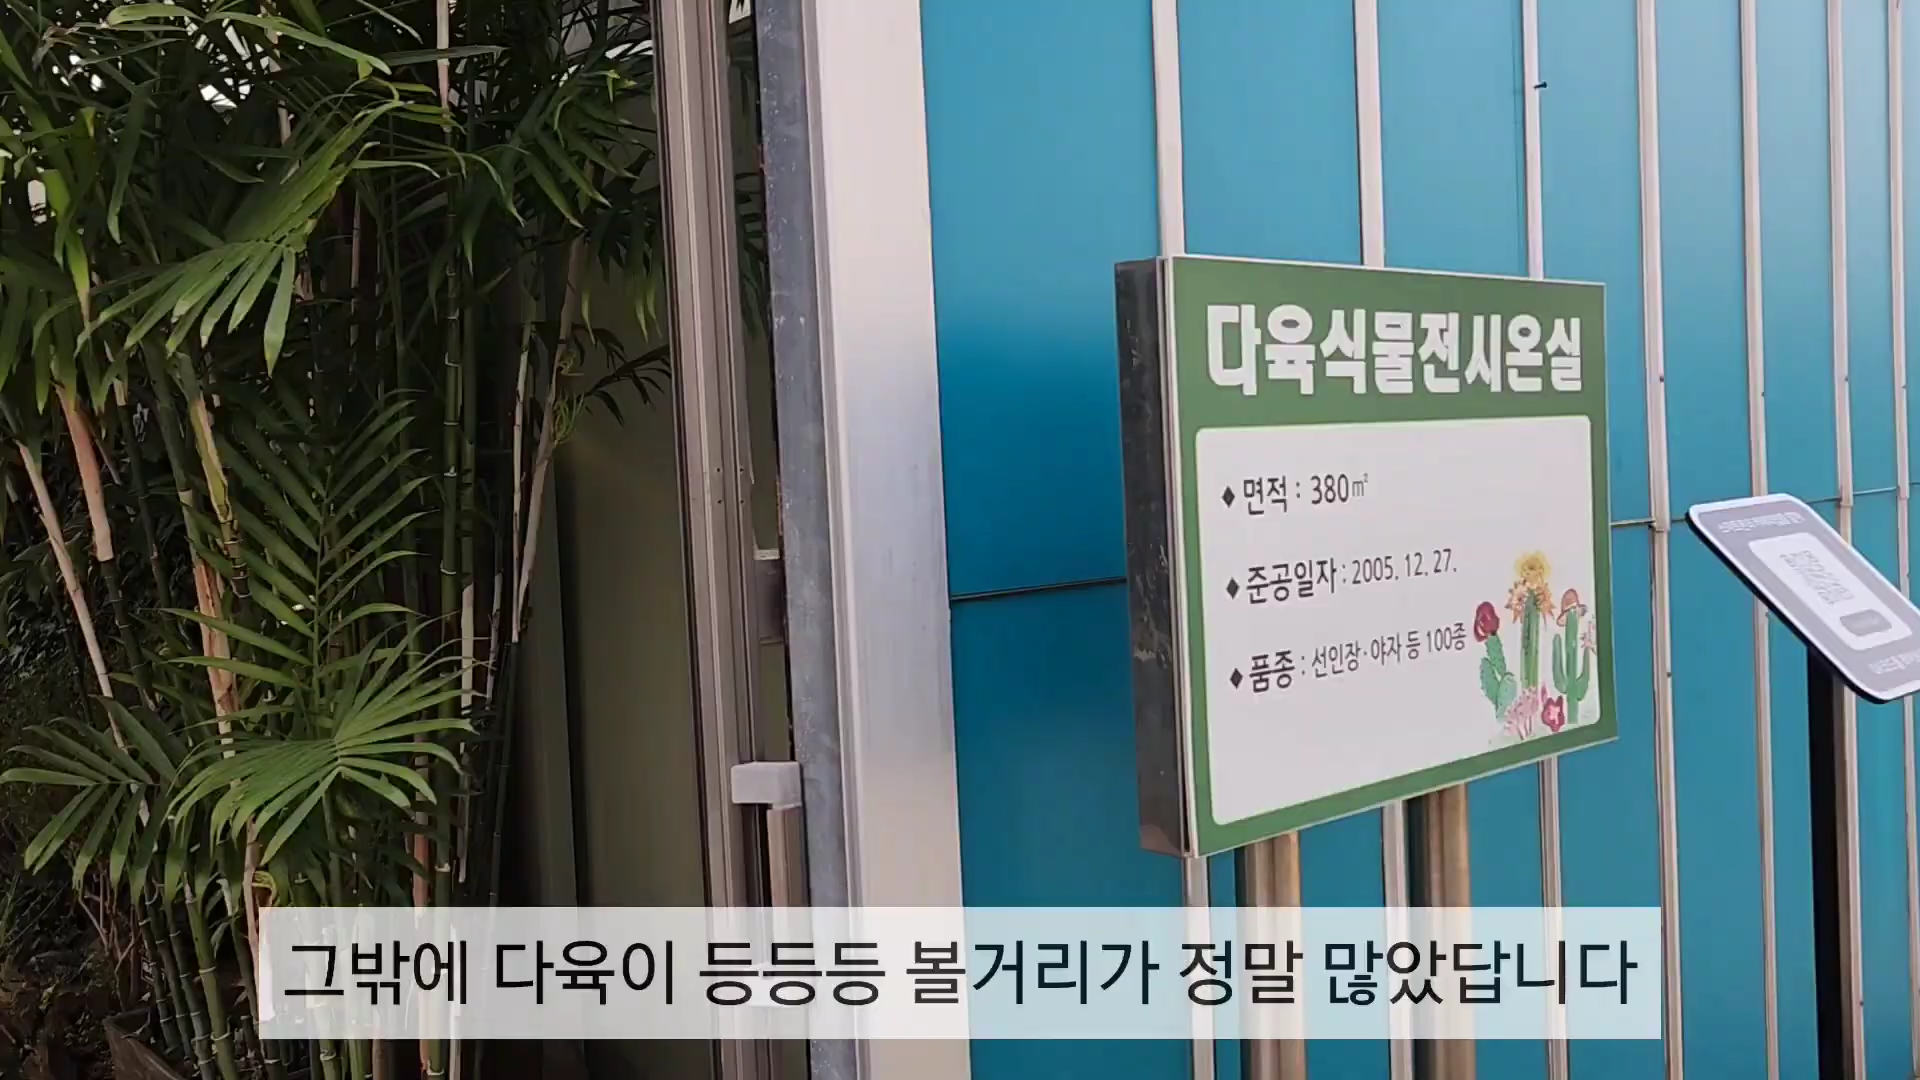 다육식물전시온실
♦ 면적 : 380㎡
♦ 준공일자 : 2005. 12. 27.
♦ 품종 : 선인장·야자 등 100종
그밖에 다육이 등등등 볼거리가 정말 많았답니다